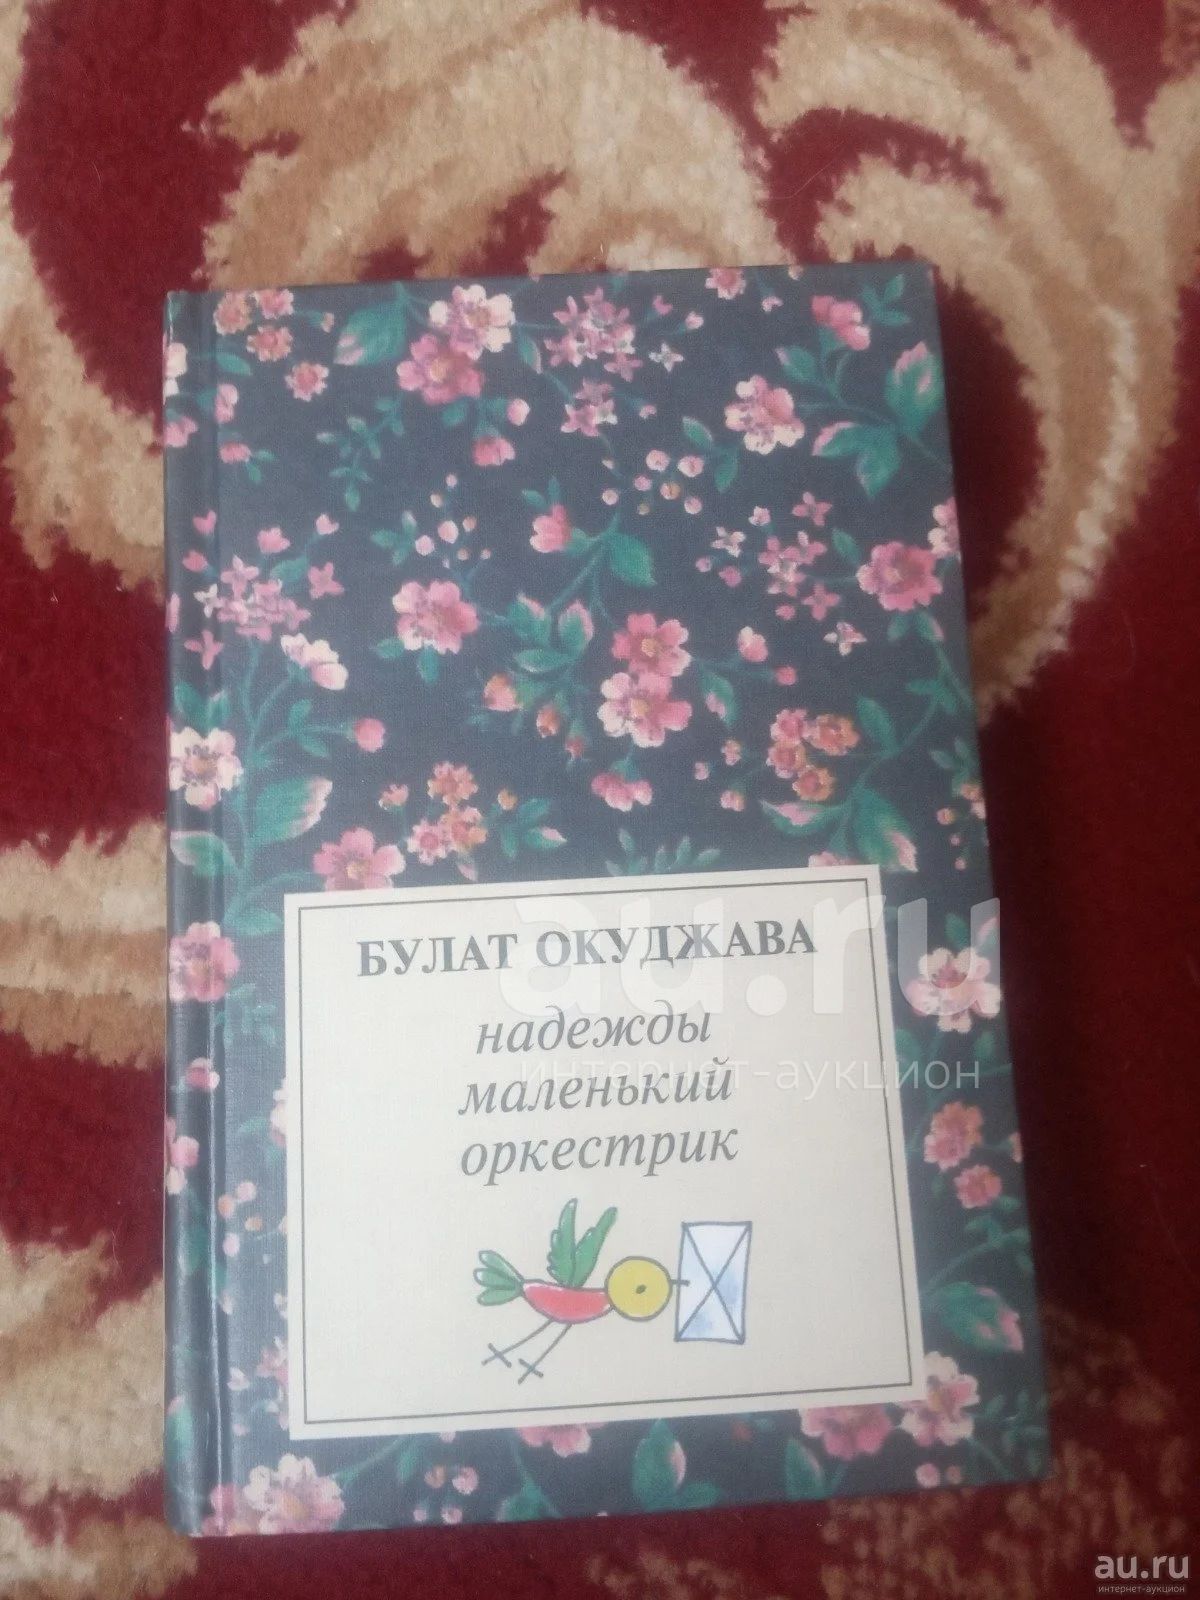 БУЛАТ ОКУДЖАВА
надежды
маленький
оркестрик
au.ru
интернет-аукцион
au.ru
интернет-аукцион